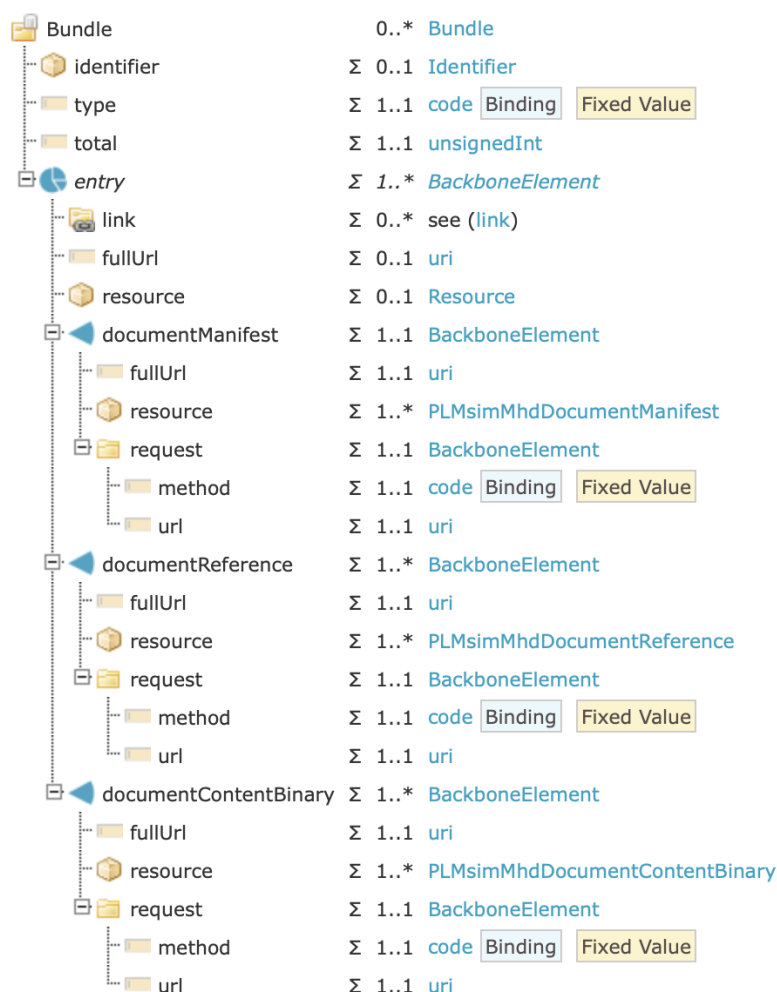 Bundle 0..* Bundle
identifier Σ 0..1 Identifier
type Σ 1..1 code Binding Fixed Value
total Σ 1..1 unsignedInt
entry Σ 1..* BackboneElement
link Σ 0..* see (link)
fullUrl Σ 0..1 uri
resource Σ 0..1 Resource
documentManifest Σ 1..1 BackboneElement
fullUrl Σ 1..1 uri
resource Σ 1..* PLMsimMhdDocumentManifest
request Σ 1..1 BackboneElement
method Σ 1..1 code Binding Fixed Value
url Σ 1..1 uri
documentReference Σ 1..* BackboneElement
fullUrl Σ 1..1 uri
resource Σ 1..* PLMsimMhdDocumentReference
request Σ 1..1 BackboneElement
method Σ 1..1 code Binding Fixed Value
url Σ 1..1 uri
documentContentBinary Σ 1..* BackboneElement
fullUrl Σ 1..1 uri
resource Σ 1..* PLMsimMhdDocumentContentBinary
request Σ 1..1 BackboneElement
method Σ 1..1 code Binding Fixed Value
url Σ 1..1 uri